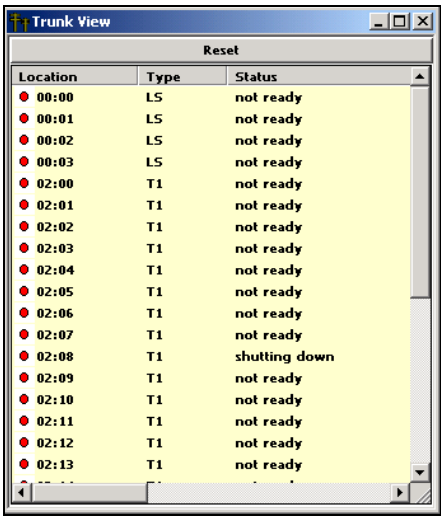 Trunk View
Reset
Location Type Status
00:00 LS not ready
00:01 LS not ready
00:02 LS not ready
00:03 LS not ready
02:00 T1 not ready
02:01 T1 not ready
02:02 T1 not ready
02:03 T1 not ready
02:04 T1 not ready
02:05 T1 not ready
02:06 T1 not ready
02:07 T1 not ready
02:08 T1 shutting down
02:09 T1 not ready
02:10 T1 not ready
02:11 T1 not ready
02:12 T1 not ready
02:13 T1 not ready